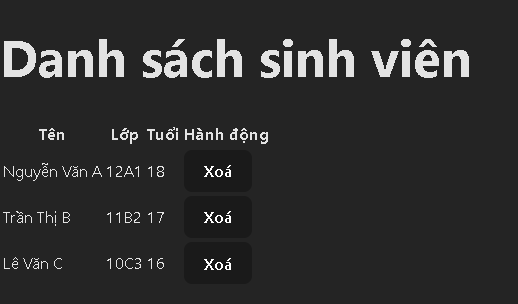 Danh sách sinh viên
Tên Lớp Tuổi Hành động
Nguyễn Văn A 12A1 18 Xoá
Trần Thị B 11B2 17 Xoá
Lê Văn C 10C3 16 Xoá